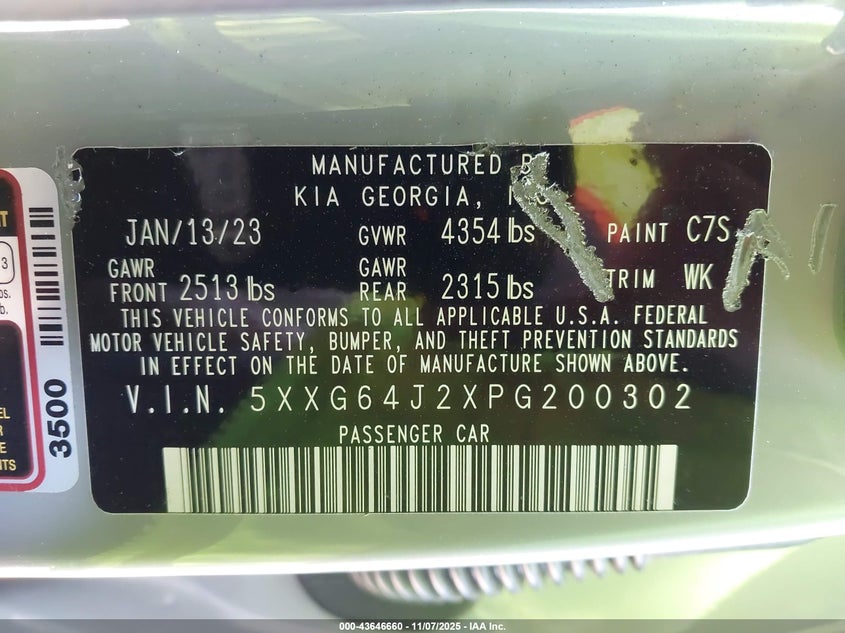 MANUFACTURED
KIA GEORGIA,
JAN/13/23 GVWR 4354 lbs PAINT C7S
GAWR FRONT 2513 lbs GAWR REAR 2315 lbs TRIM WK
THIS VEHICLE CONFORMS TO ALL APPLICABLE U.S.A. FEDERAL
MOTOR VEHICLE SAFETY, BUMPER, AND THEFT PREVENTION STANDARDS
IN EFFECT ON THE DATE OF MANUFACTURE SHOWN ABOVE.
V.I.N. 5XXG64J2XPG200302
PASSENGER CAR
3500
000-43646660 - 11/07/2025 - IAA Inc.